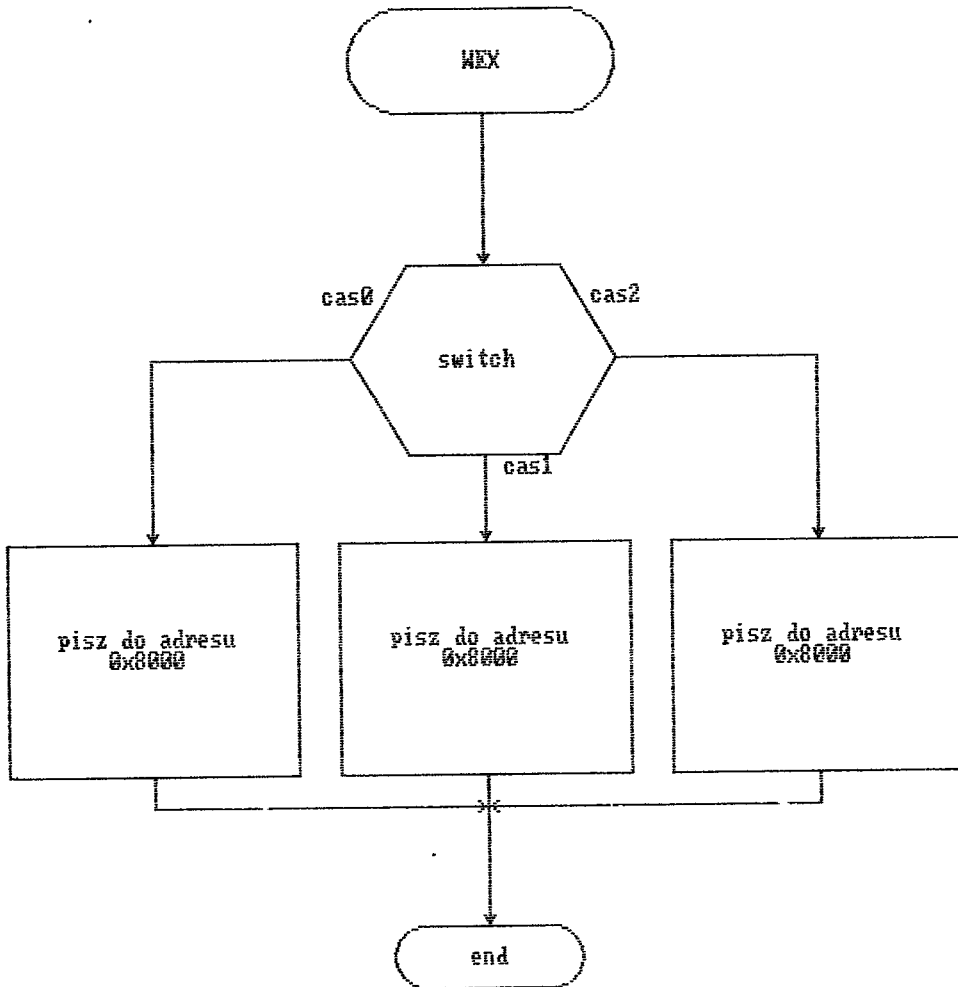 WEX
cas0
cas2
switch
cas1
pisz do adresu
0x8000
pisz do adresu
0x8000
pisz do adresu
0x8000
end